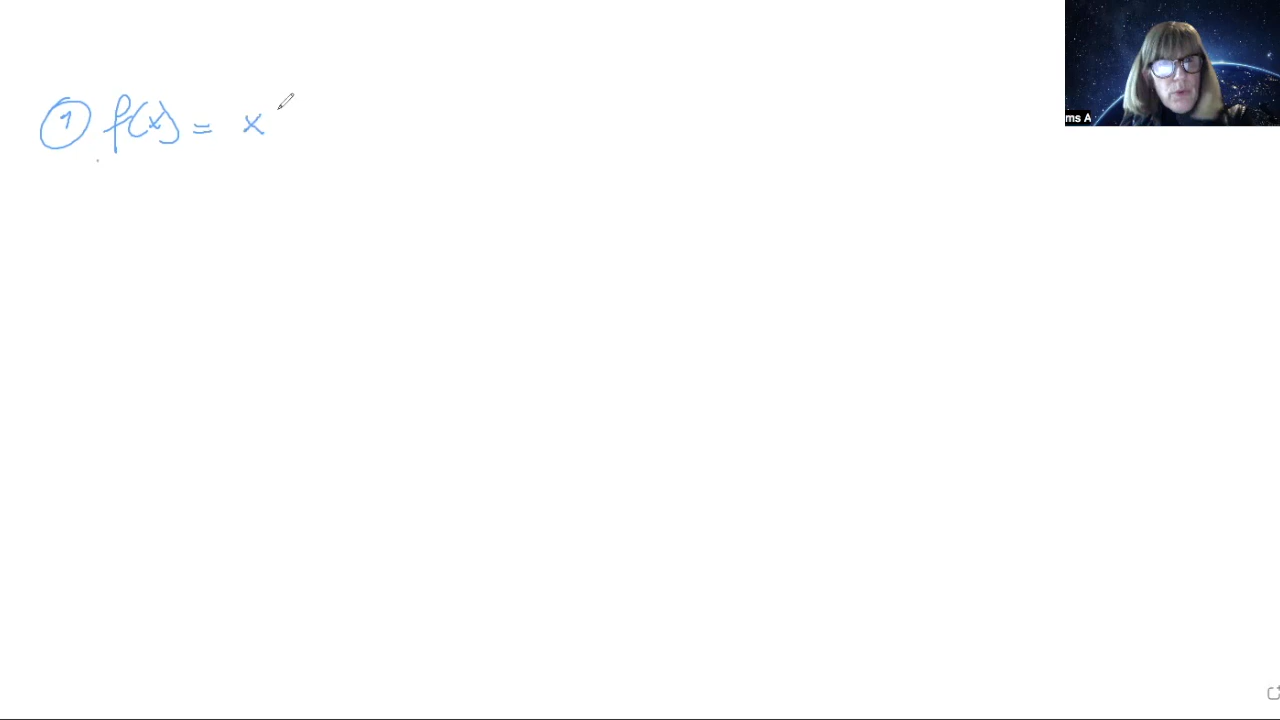 ① f(x) = x
ms A